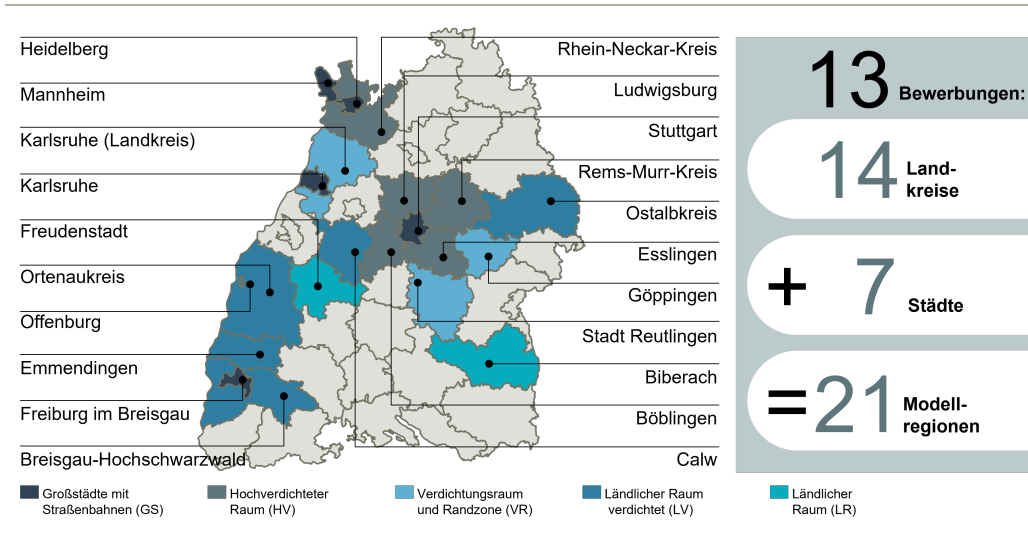 Heidelberg
Mannheim
Karlsruhe (Landkreis)
Karlsruhe
Freudenstadt
Ortenaukreis
Offenburg
Emmendingen
Freiburg im Breisgau
Breisgau-Hochschwarzwald
Rhein-Neckar-Kreis
Ludwigsburg
Stuttgart
Rems-Murr-Kreis
Ostalbkreis
Esslingen
Göppingen
Stadt Reutlingen
Biberach
Böblingen
Calw
13 Bewerbungen:
14 Land-
kreise
+ 7 Städte
= 21 Modell-
regionen
Großstädte mit
Straßenbahnen (GS)
Hochverdichteter
Raum (HV)
Verdichtungsraum
und Randzone (VR)
Ländlicher Raum
verdichtet (LV)
Ländlicher
Raum (LR)